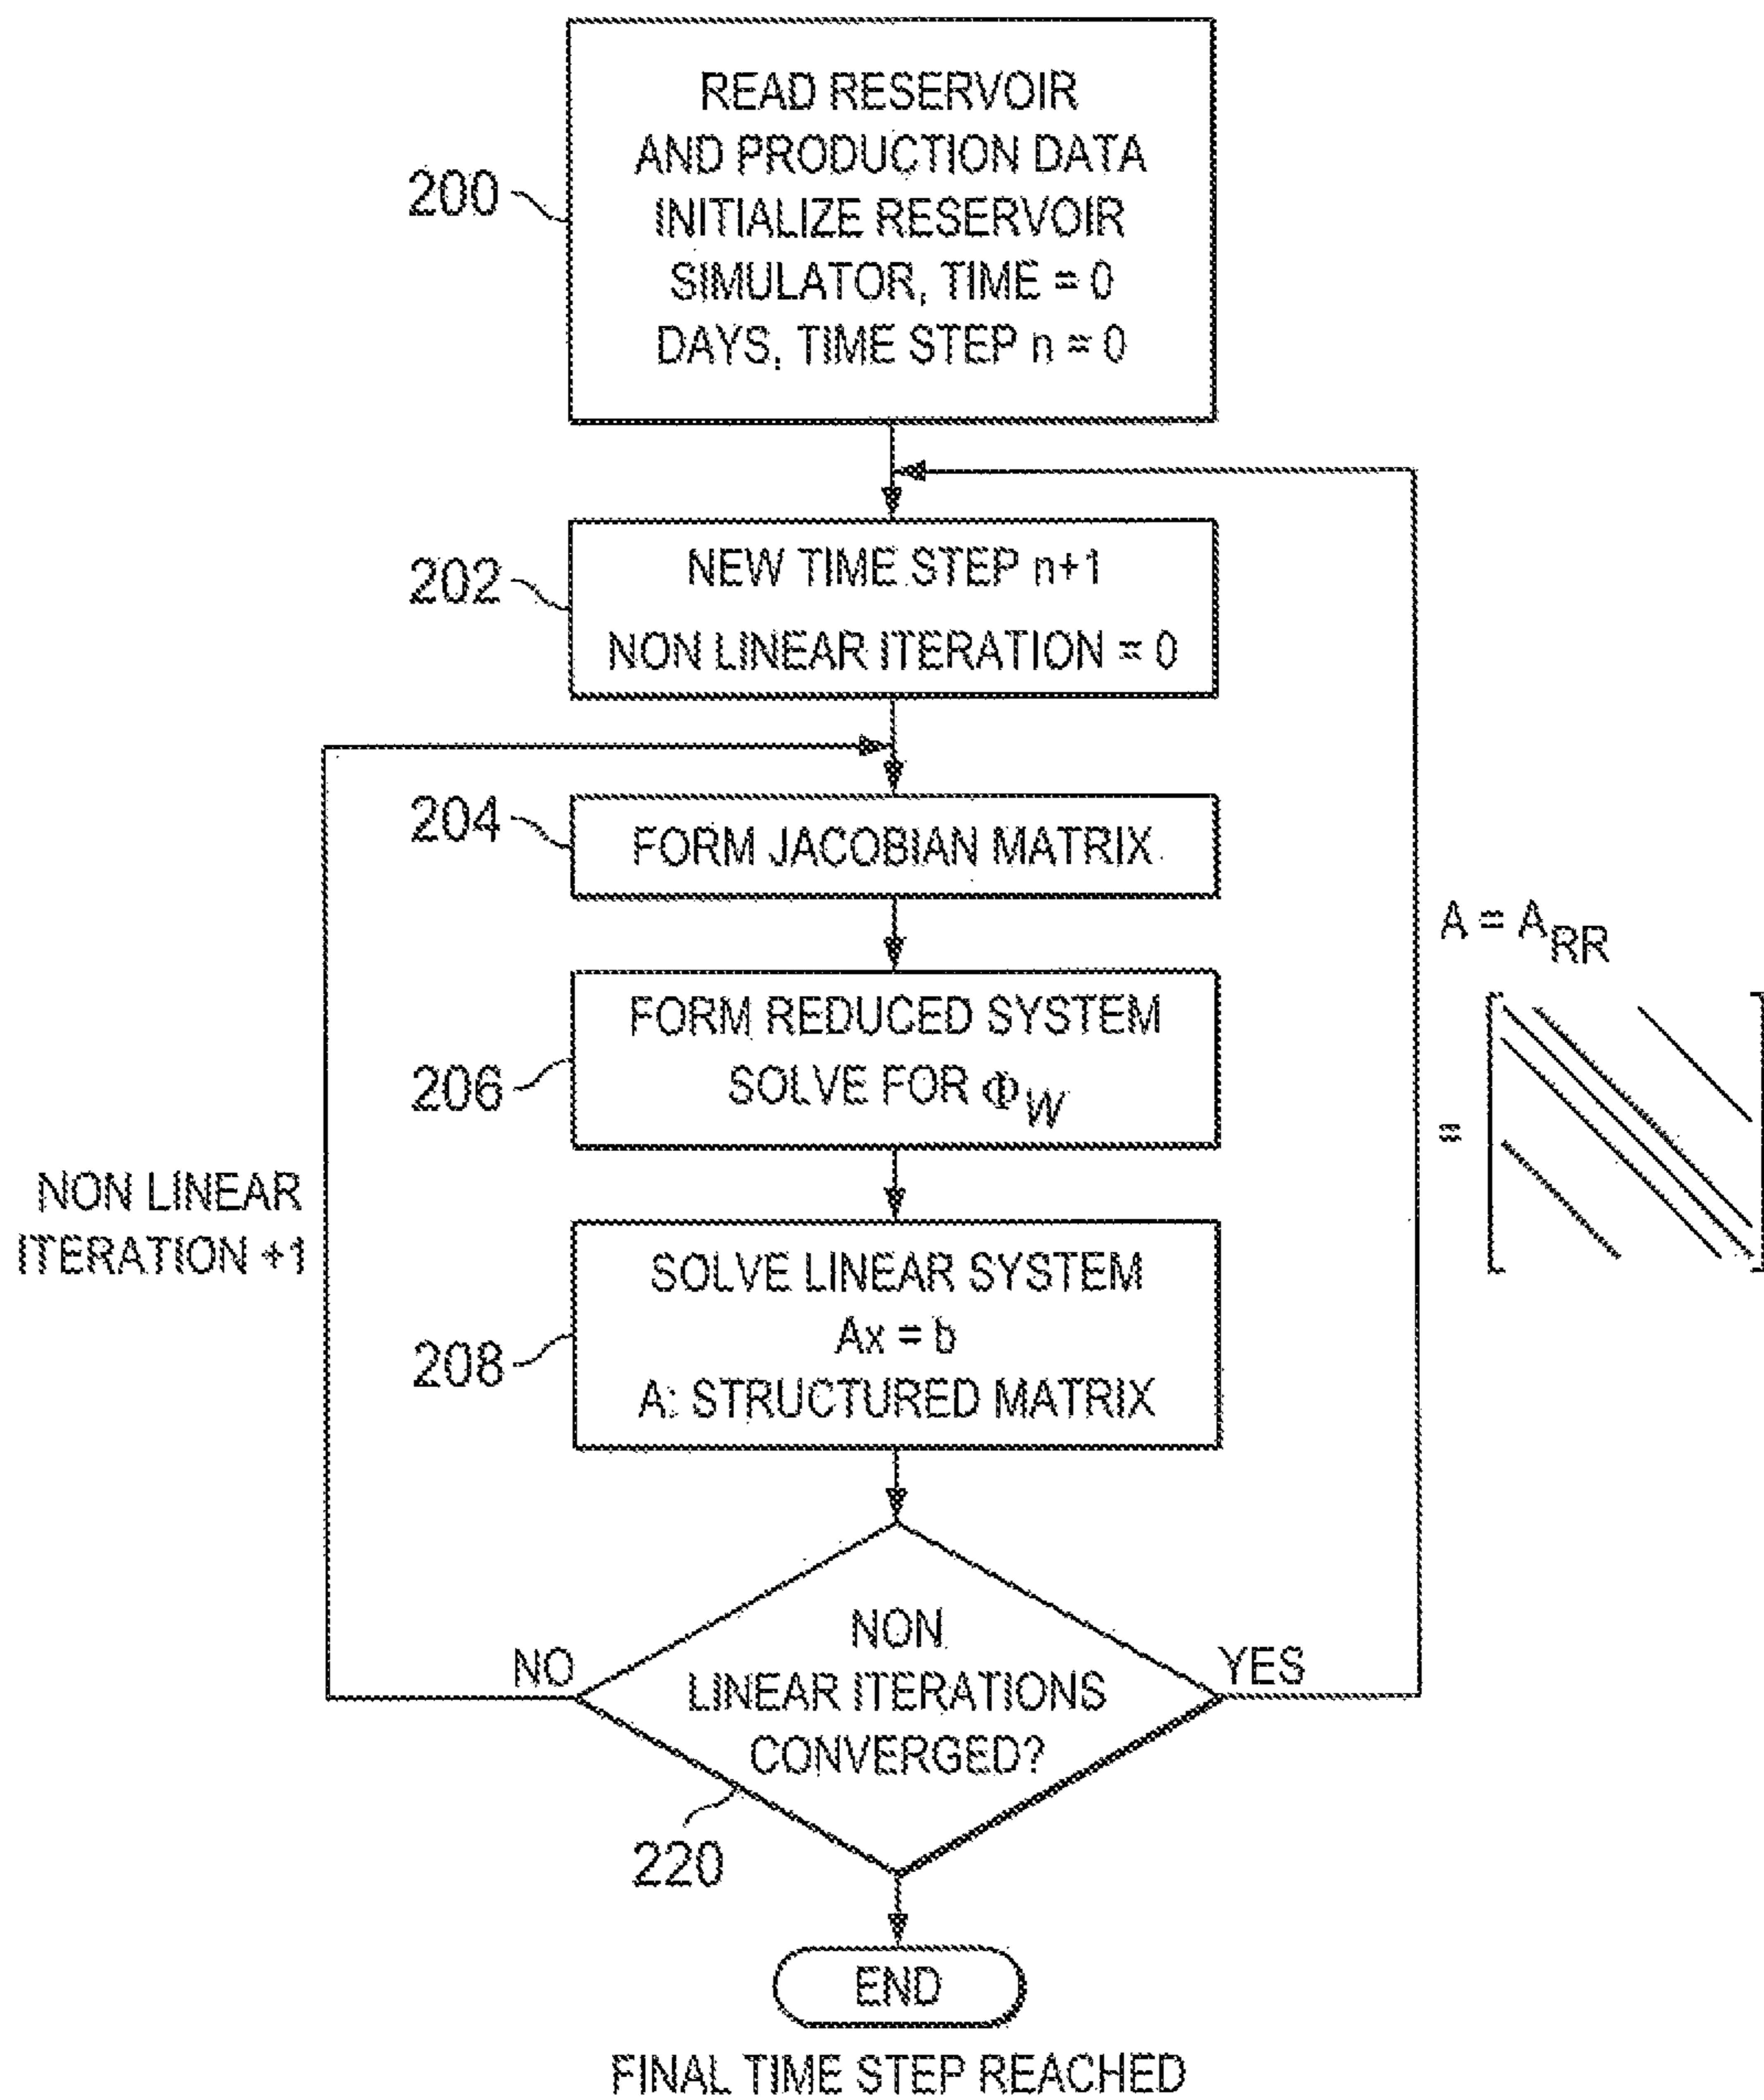 READ RESERVOIR
AND PRODUCTION DATA
INITIALIZE RESERVOIR
SIMULATOR, TIME = 0
DAYS, TIME STEP n = 0
200
NEW TIME STEP n+1
NON LINEAR ITERATION = 0
202
FORM JACOBIAN MATRIX
204
FORM REDUCED SYSTEM
SOLVE FOR Φ_W
206
SOLVE LINEAR SYSTEM
Ax = b
A: STRUCTURED MATRIX
208
A = A_RR
=
NON LINEAR
ITERATION +1
NO
NON
LINEAR ITERATIONS
CONVERGED?
YES
220
END
FINAL TIME STEP REACHED